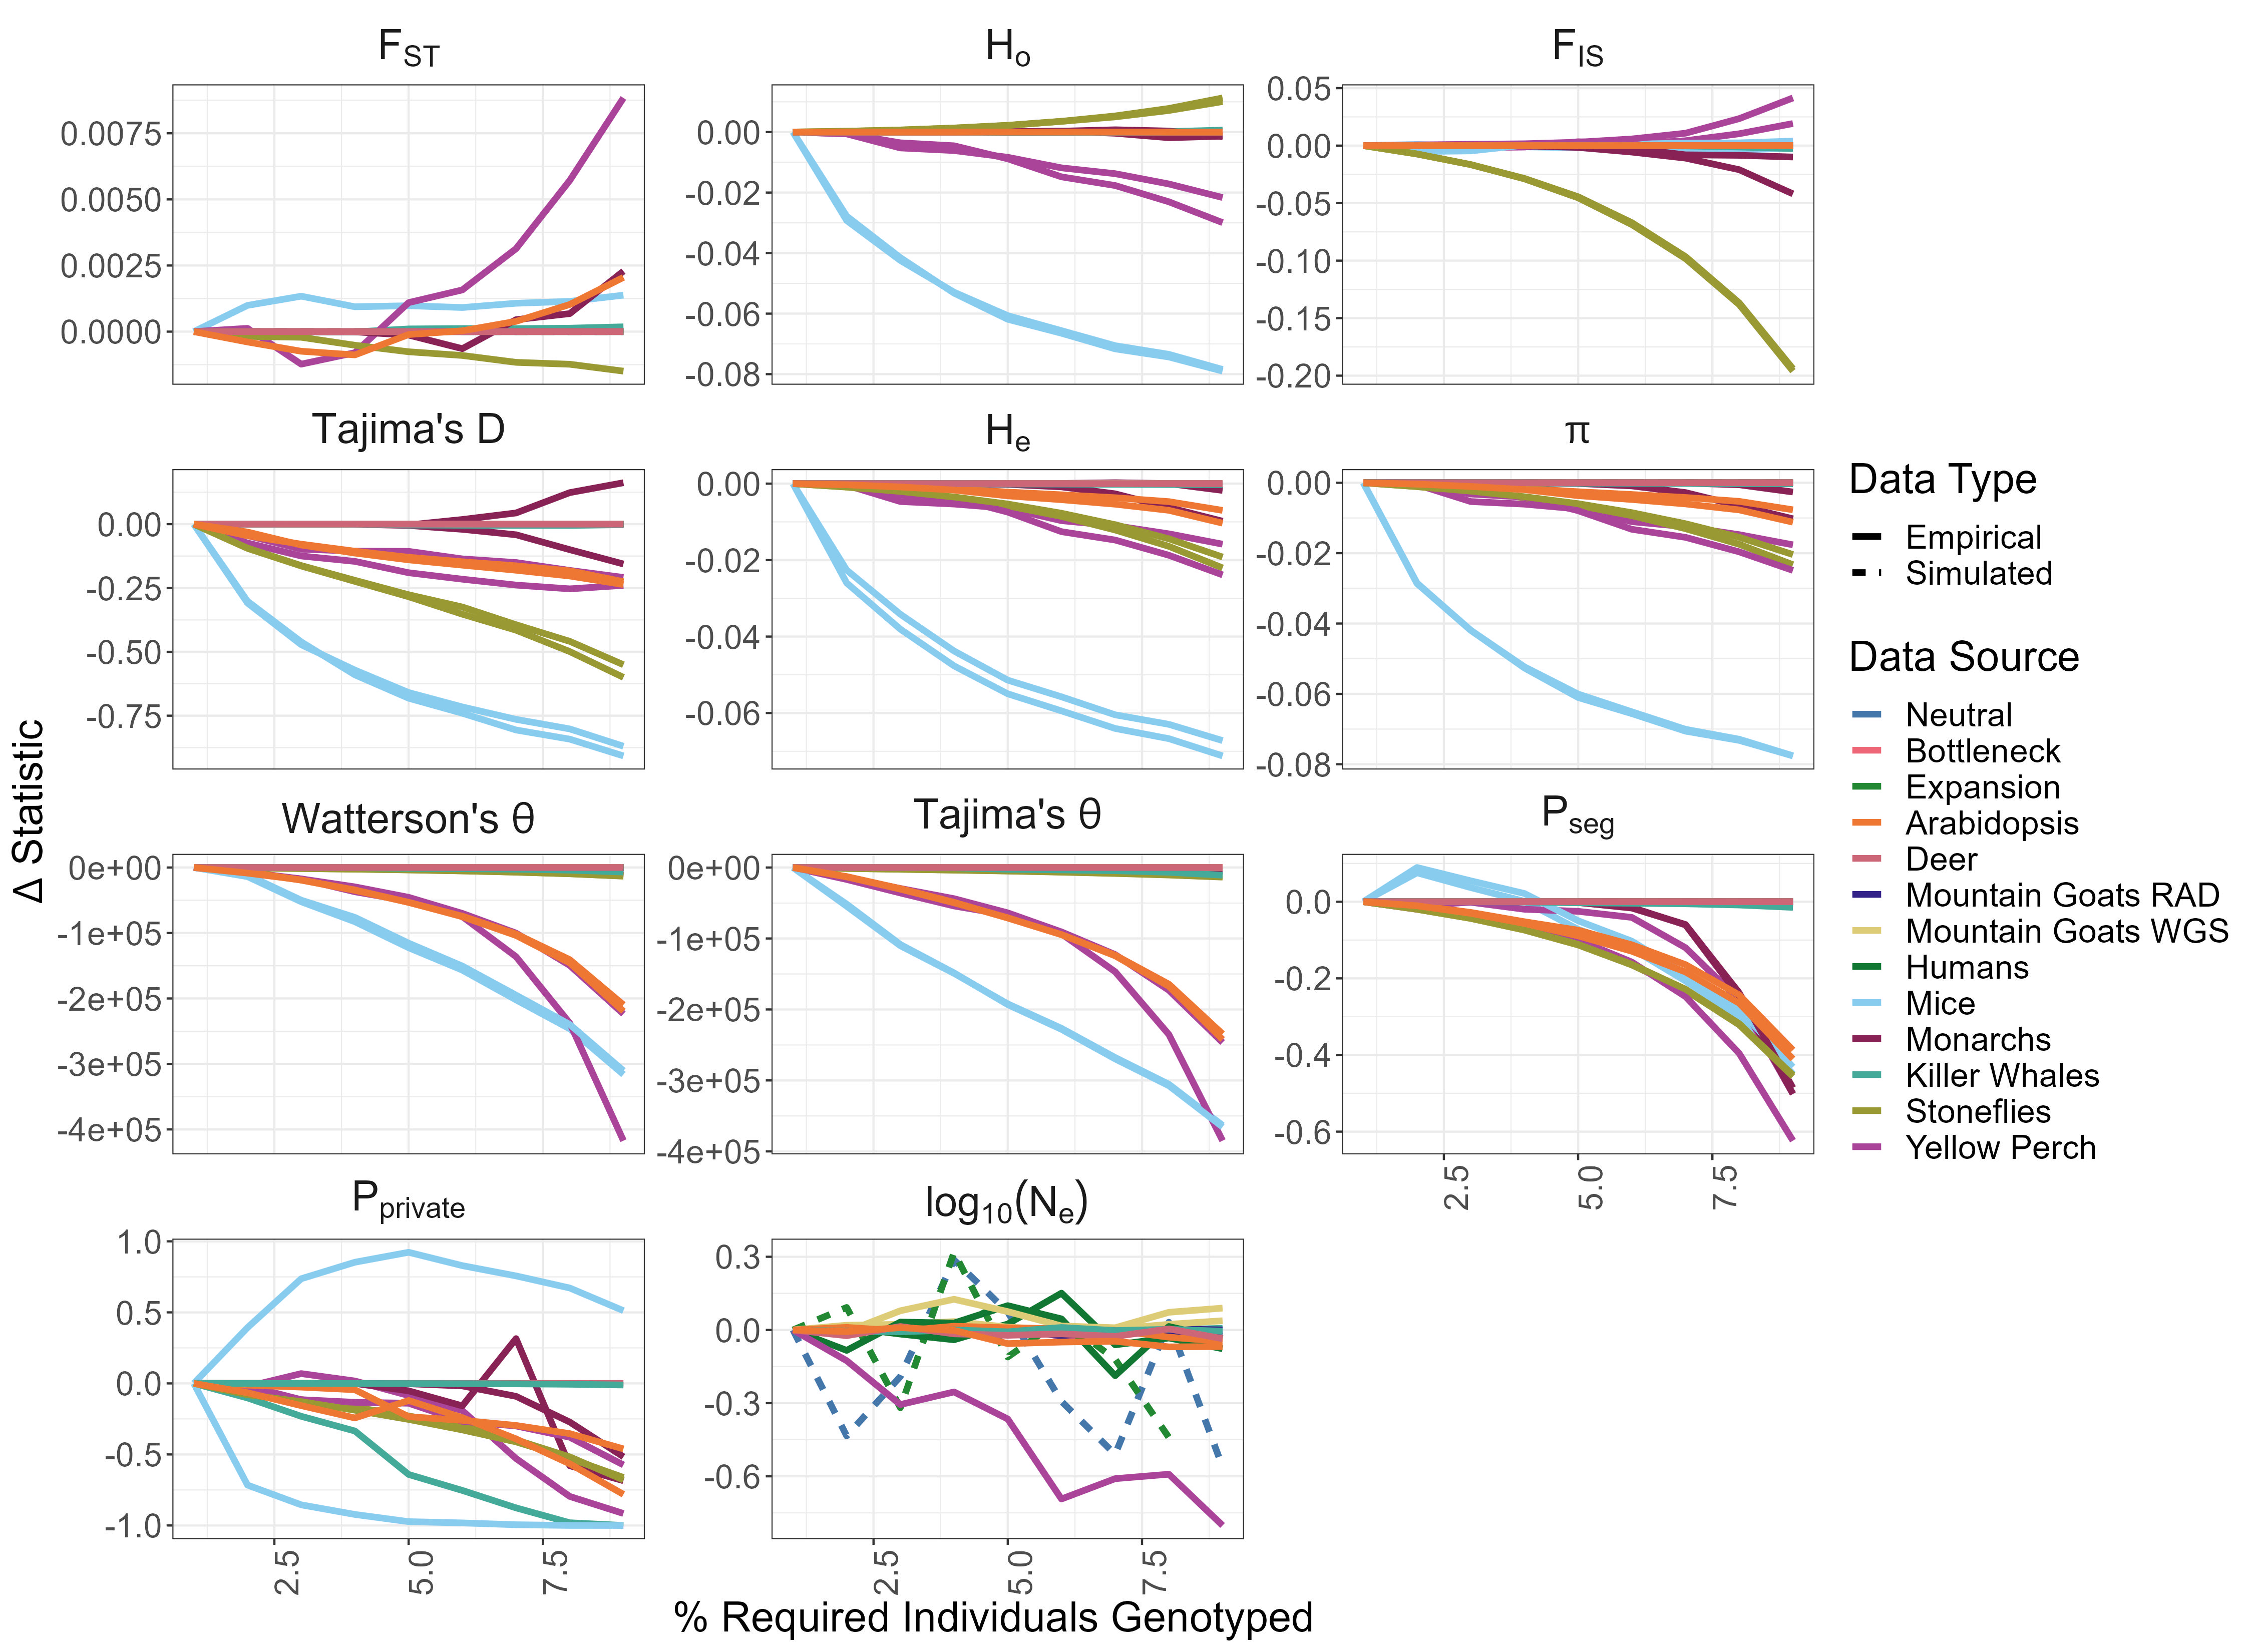 F_ST H_o F_IS
0.0075
0.0050
0.0025
0.0000
0.00
-0.02
-0.04
-0.06
-0.08
0.05
0.00
-0.05
-0.10
-0.15
-0.20
Tajima's D H_e π
0.00
-0.25
-0.50
-0.75
0.00
-0.02
-0.04
-0.06
0.00
-0.02
-0.04
-0.06
-0.08
Watterson's θ Tajima's θ P_seg
0e+00
-1e+05
-2e+05
-3e+05
-4e+05
0e+00
-1e+05
-2e+05
-3e+05
-4e+05
0.0
-0.2
-0.4
-0.6
2.5 5.0 7.5
P_private log_10(N_e)
1.0
0.5
0.0
-0.5
-1.0
2.5 5.0 7.5
0.3
0.0
-0.3
-0.6
2.5 5.0 7.5
Δ Statistic
% Required Individuals Genotyped
Data Type
Empirical
Simulated
Data Source
Neutral
Bottleneck
Expansion
Arabidopsis
Deer
Mountain Goats RAD
Mountain Goats WGS
Humans
Mice
Monarchs
Killer Whales
Stoneflies
Yellow Perch